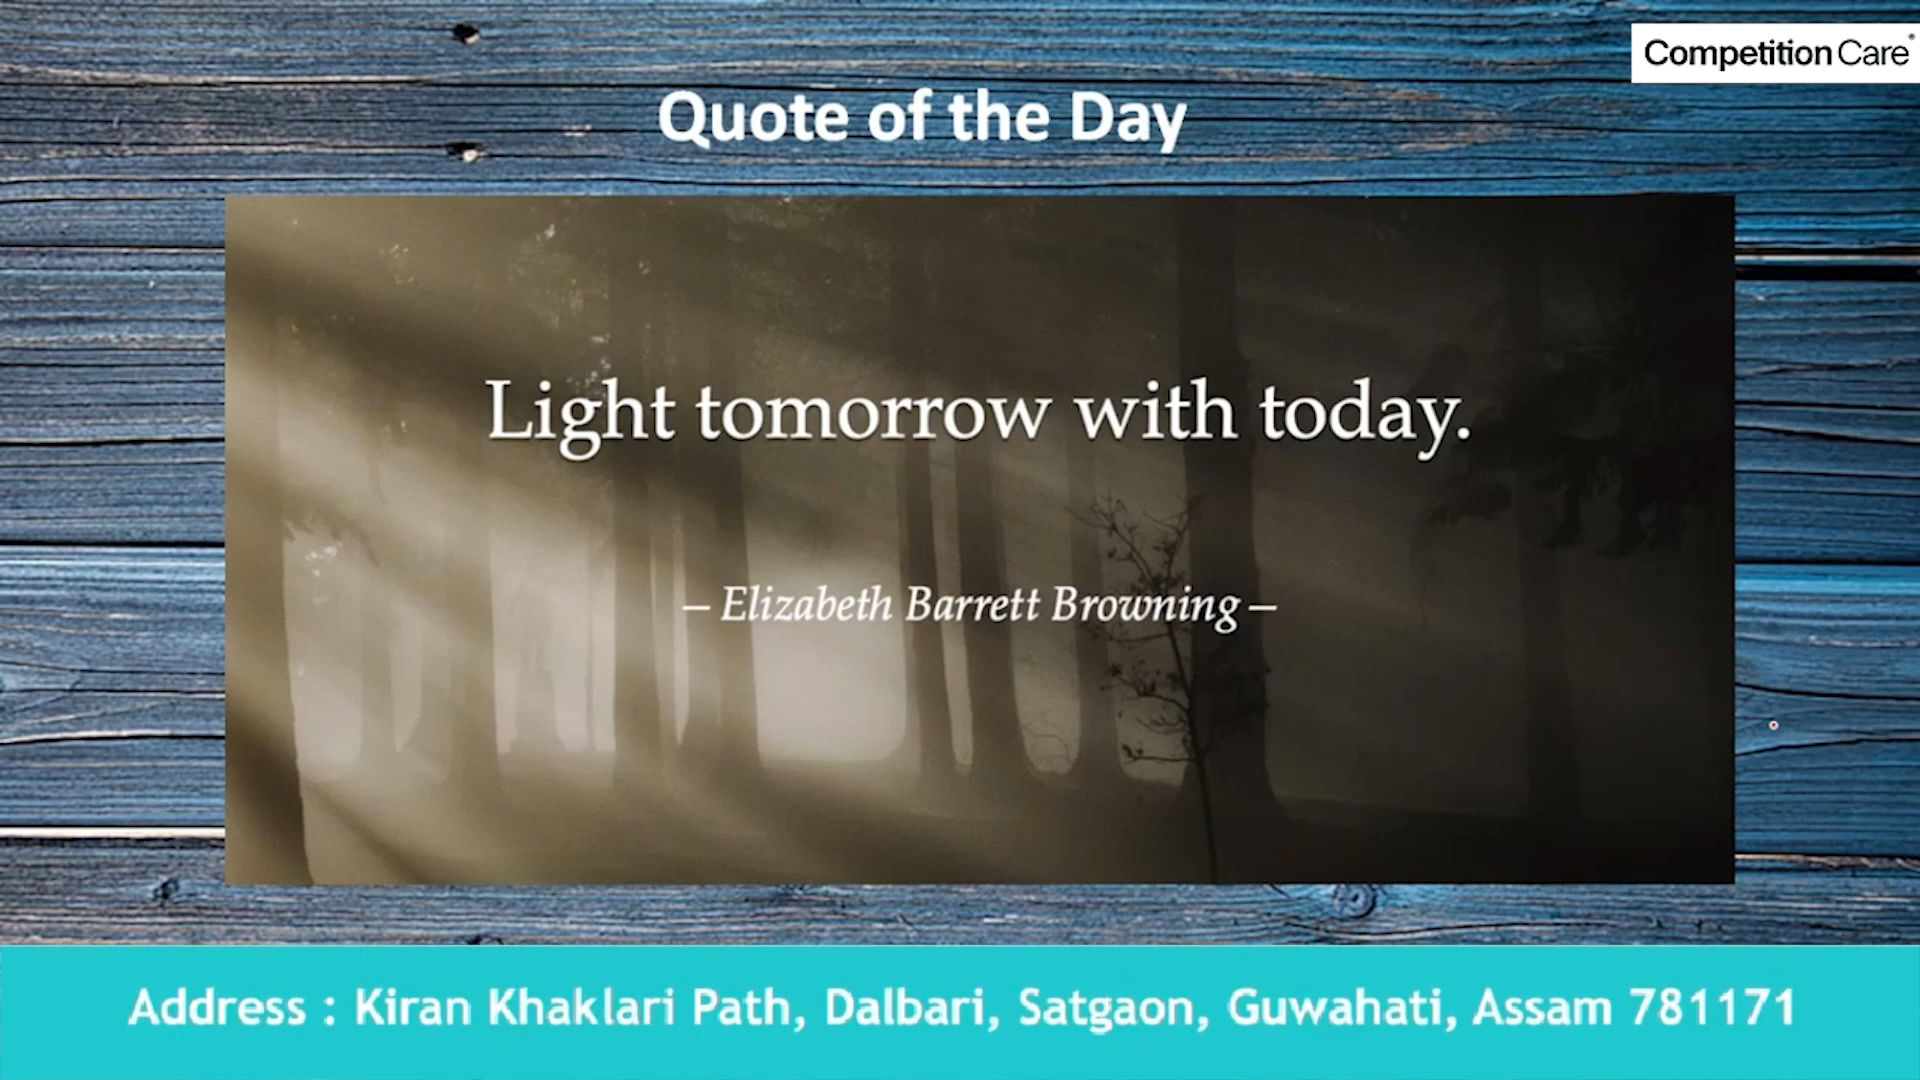 Competition Care
Quote of the Day
Light tomorrow with today.
– Elizabeth Barrett Browning –
Address : Kiran Khaklari Path, Dalbari, Satgaon, Guwahati, Assam 781171